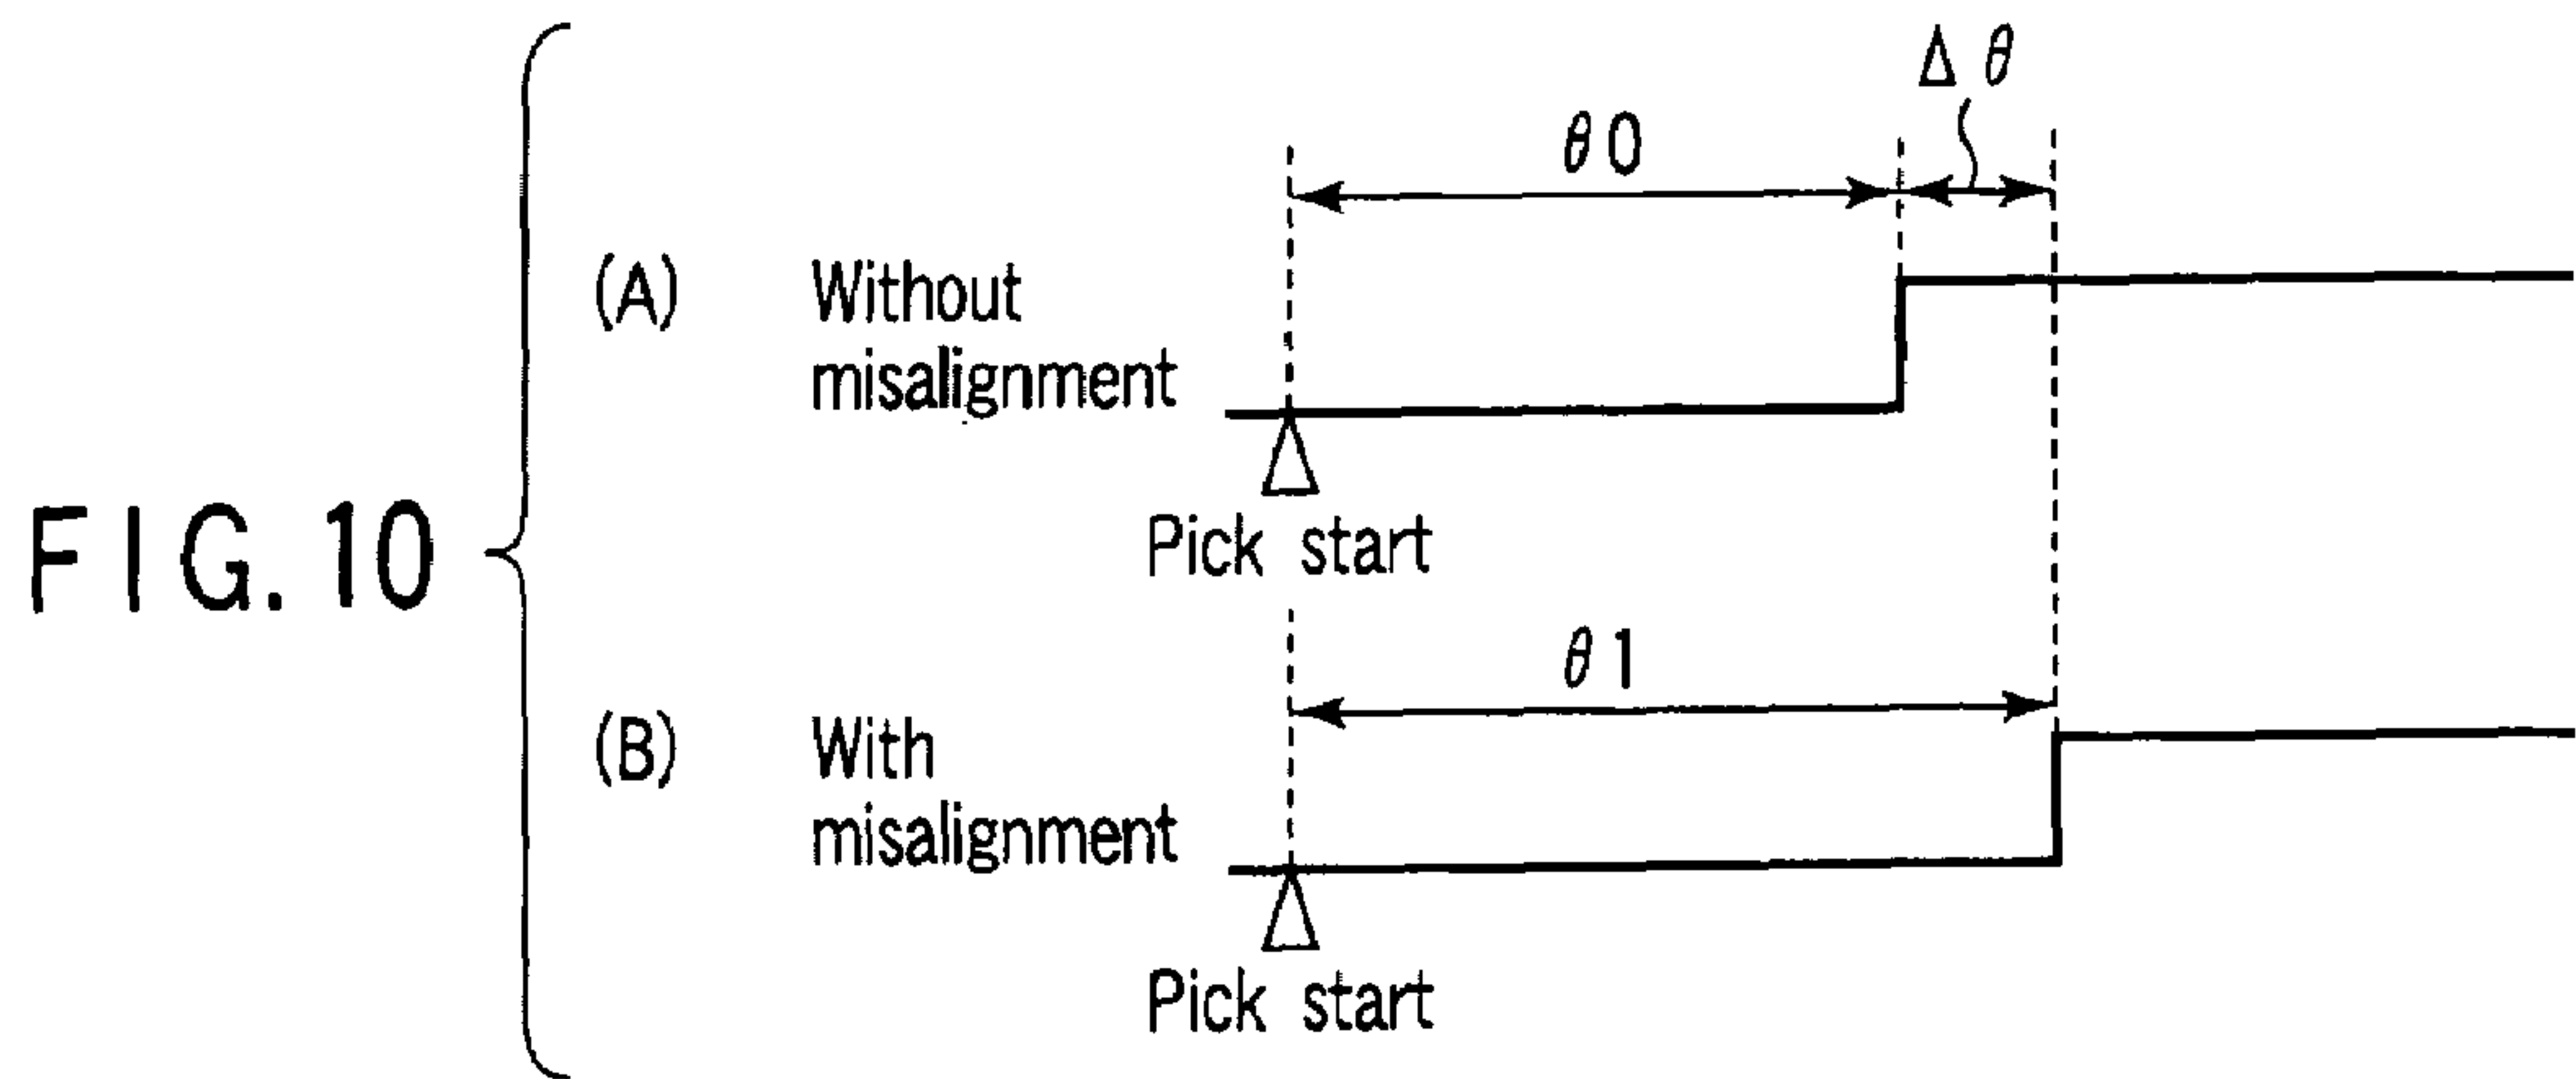 FIG. 10
Δθ
θ0
(A)
Without
misalignment
Pick start
θ1
(B)
With
misalignment
Pick start